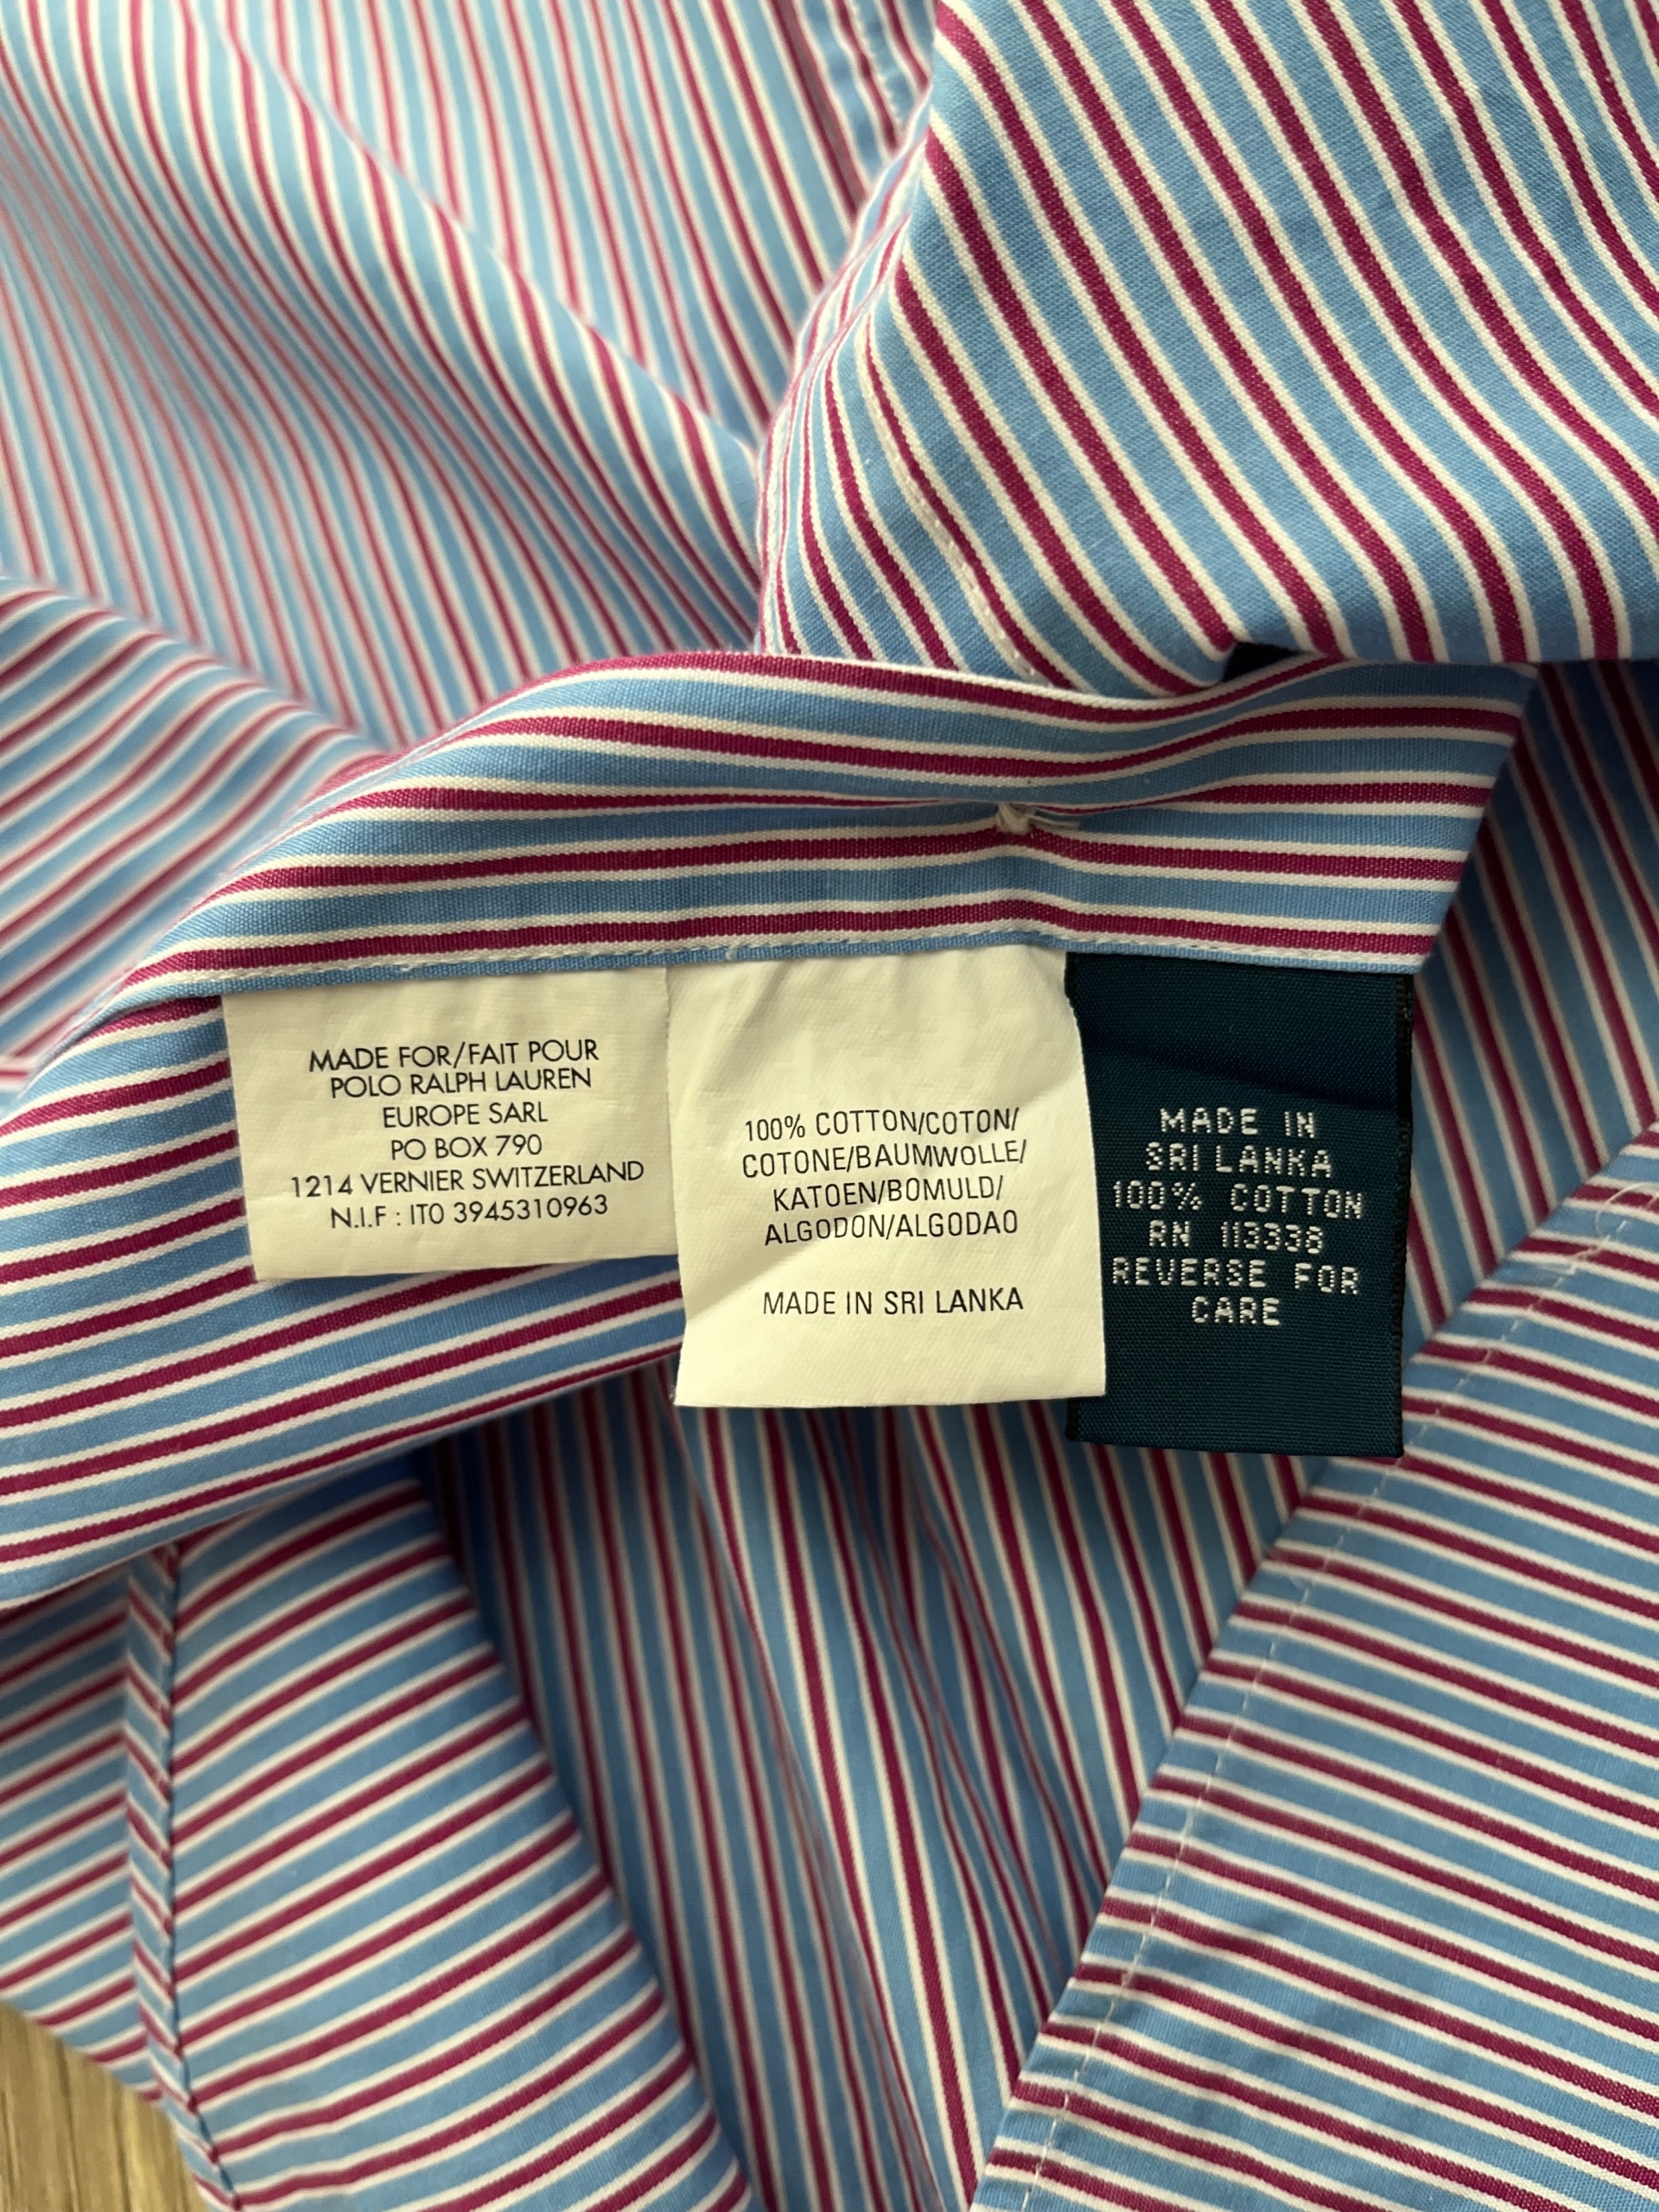 MADE FOR/FAIT POUR
POLO RALPH LAUREN
EUROPE SARL
PO BOX 790
1214 VERNIER SWITZERLAND
N.I.F : IT0 3945310963
100% COTTON/COTON/
COTONE/BAUMWOLLE/
KATOEN/BOMULD/
ALGODON/ALGODAO
MADE IN SRI LANKA
MADE IN
SRI LANKA
100% COTTON
RN 113338
REVERSE FOR
CARE